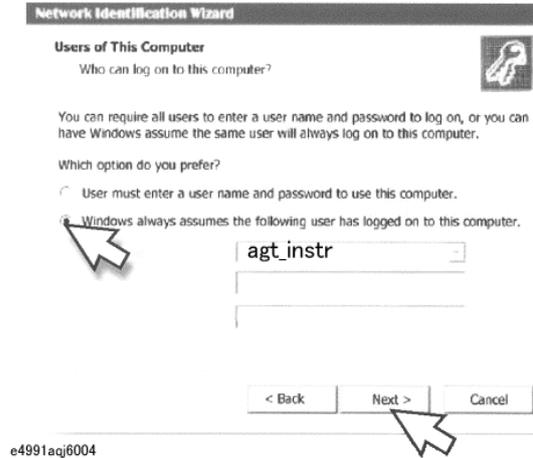 Network Identification Wizard
Users of This Computer
Who can log on to this computer?
You can require all users to enter a user name and password to log on, or you can
have Windows assume the same user will always log on to this computer.
Which option do you prefer?
User must enter a user name and password to use this computer.
Windows always assumes the following user has logged on to this computer.
agt_instr
< Back Next > Cancel
e4991aqj6004